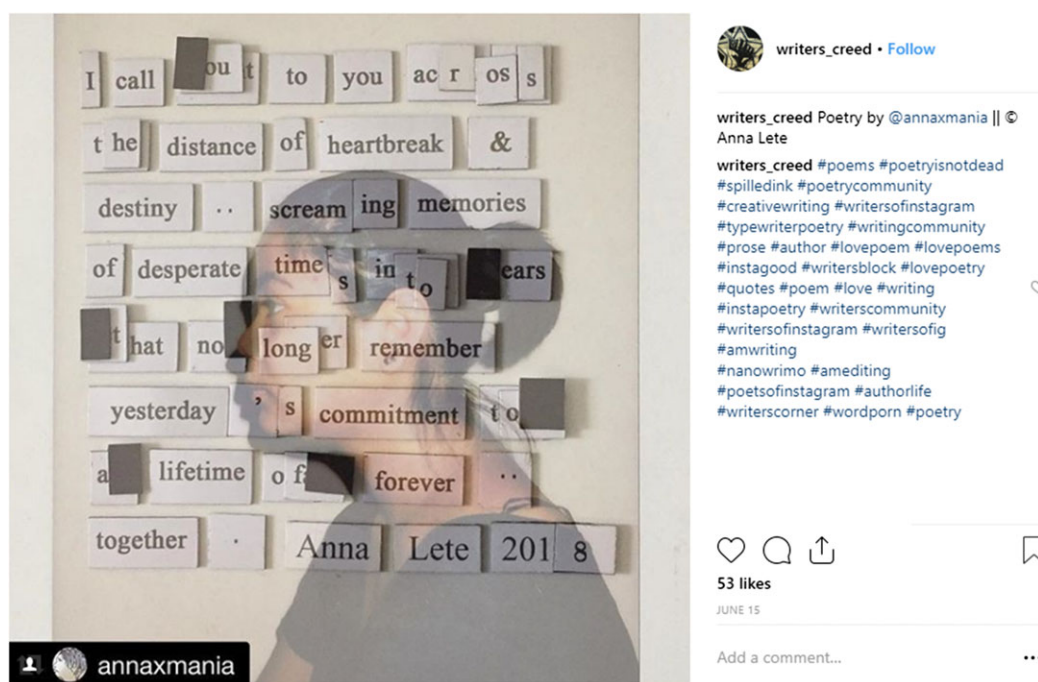 I call out to you across
the distance of heartbreak &
destiny .. screaming memories
of desperate times into ears
that no longer remember
yesterday 's commitment to
a lifetime of forever ..
together . Anna Lete 2018
annaxmania
writers_creed • Follow
writers_creed Poetry by @annaxmania || ©
Anna Lete
writers_creed #poems #poetryisnotdead
#spilledink #poetrycommunity
#creativewriting #writersofinstagram
#typewriterpoetry #writingcommunity
#prose #author #lovepoem #lovepoems
#instagood #writersblock #lovepoetry
#quotes #poem #love #writing
#instapoetry #writerscommunity
#writersofinstagram #writersofig
#amwriting
#nanowrimo #amediting
#poetsofinstagram #authorlife
#writerscorner #wordporn #poetry
53 likes
JUNE 15
Add a comment...